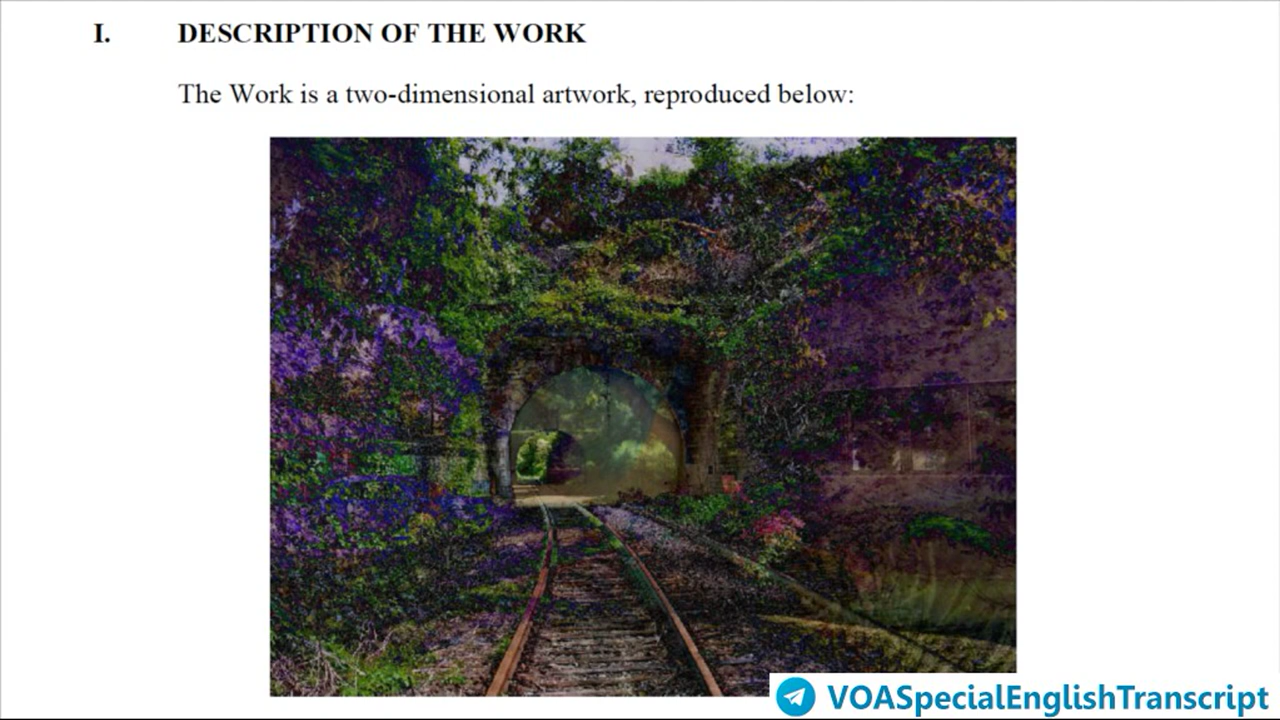 I. DESCRIPTION OF THE WORK
The Work is a two-dimensional artwork, reproduced below:
VOASpecialEnglishTranscript